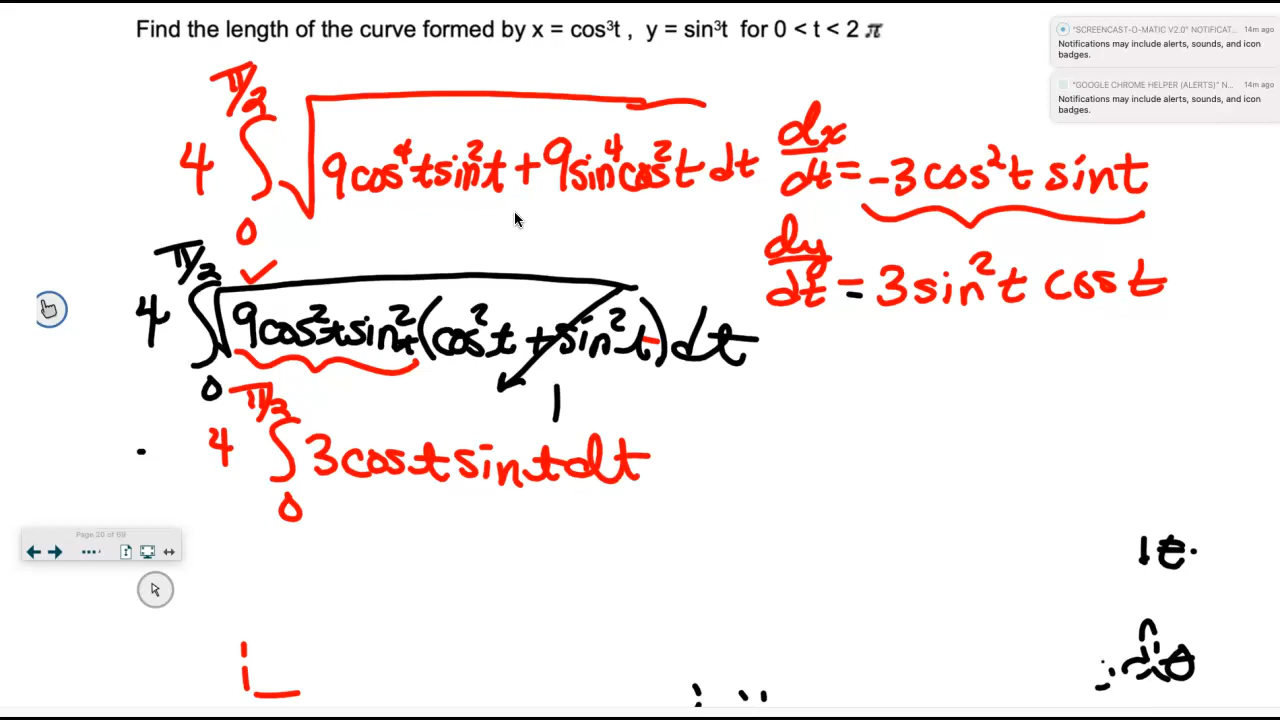 Find the length of the curve formed by x = cos³t , y = sin³t for 0 < t < 2 π
"SCREENCAST-O-MATIC V2.0" NOTIFICAT... 14m ago
Notifications may include alerts, sounds, and icon
badges.
"GOOGLE CHROME HELPER (ALERTS)" N... 14m ago
Notifications may include alerts, sounds, and icon
badges.
4 ∫₀^(π/2) √(9cos⁴t sin²t + 9sin⁴cos²t) dt
dx/dt = -3cos²t sint
dy/dt = 3sin²t cost
4 ∫₀^(π/2) √(9cos²t sin²t (cos²t + sin²t)) dt
1
4 ∫₀^(π/2) 3cost sint dt
Page 20 of 69